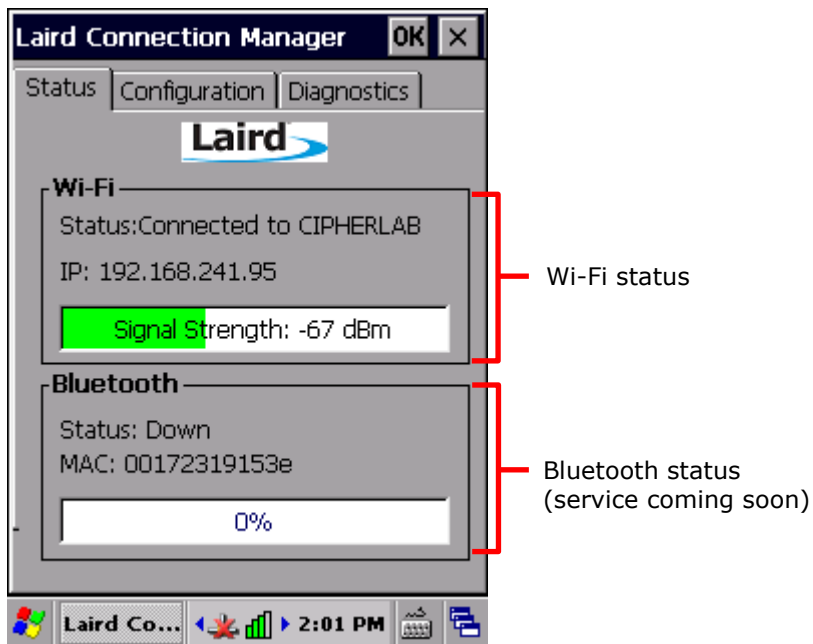 Laird Connection Manager OK ×
Status Configuration Diagnostics
Laird
Wi-Fi
Status:Connected to CIPHERLAB
IP: 192.168.241.95
Signal Strength: -67 dBm
Wi-Fi status
Bluetooth
Status: Down
MAC: 00172319153e
0%
Bluetooth status
(service coming soon)
Laird Co... 2:01 PM